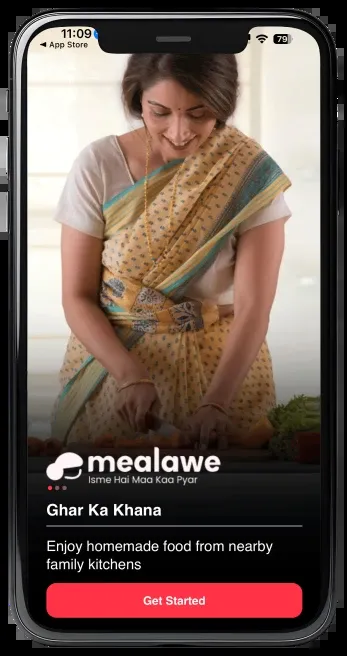 11:09
79
◀ App Store
mealawe
Isme Hai Maa Kaa Pyar
Ghar Ka Khana
Enjoy homemade food from nearby
family kitchens
Get Started